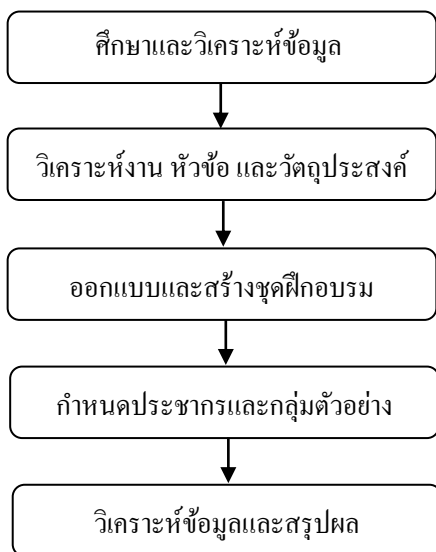 ศึกษาและวิเคราะห์ข้อมูล
วิเคราะห์งาน หัวข้อ และวัตถุประสงค์
ออกแบบและสร้างชุดฝึกอบรม
กำหนดประชากรและกลุ่มตัวอย่าง
วิเคราะห์ข้อมูลและสรุปผล